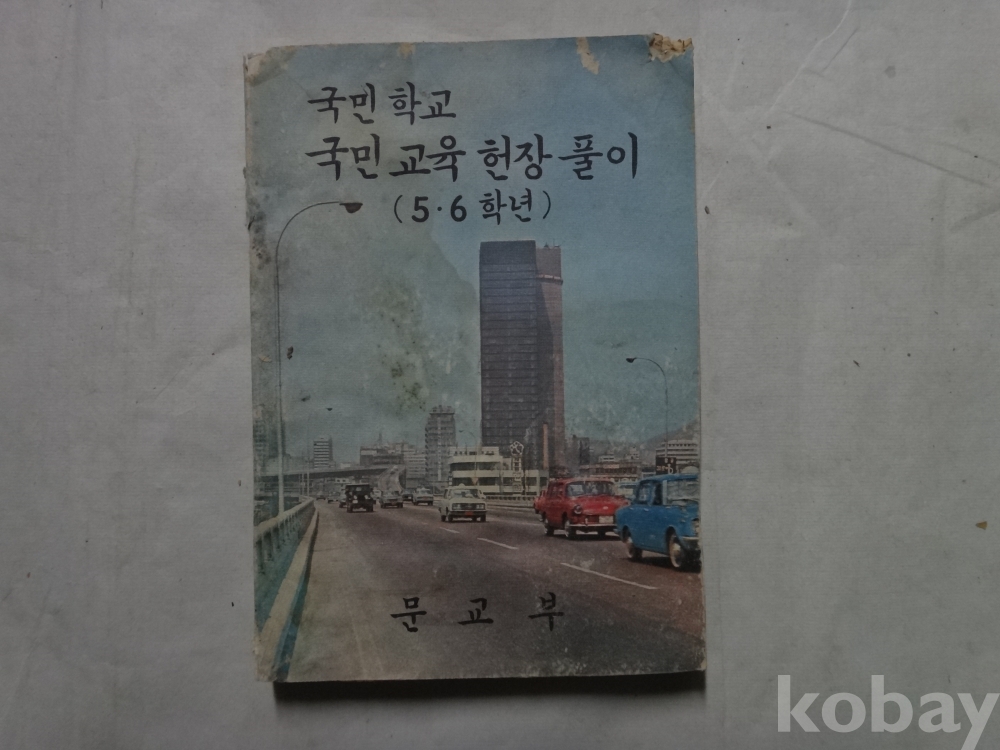 국민 학교
국민 교육 헌장 풀이
(5·6 학년)
문 교 부
kobay